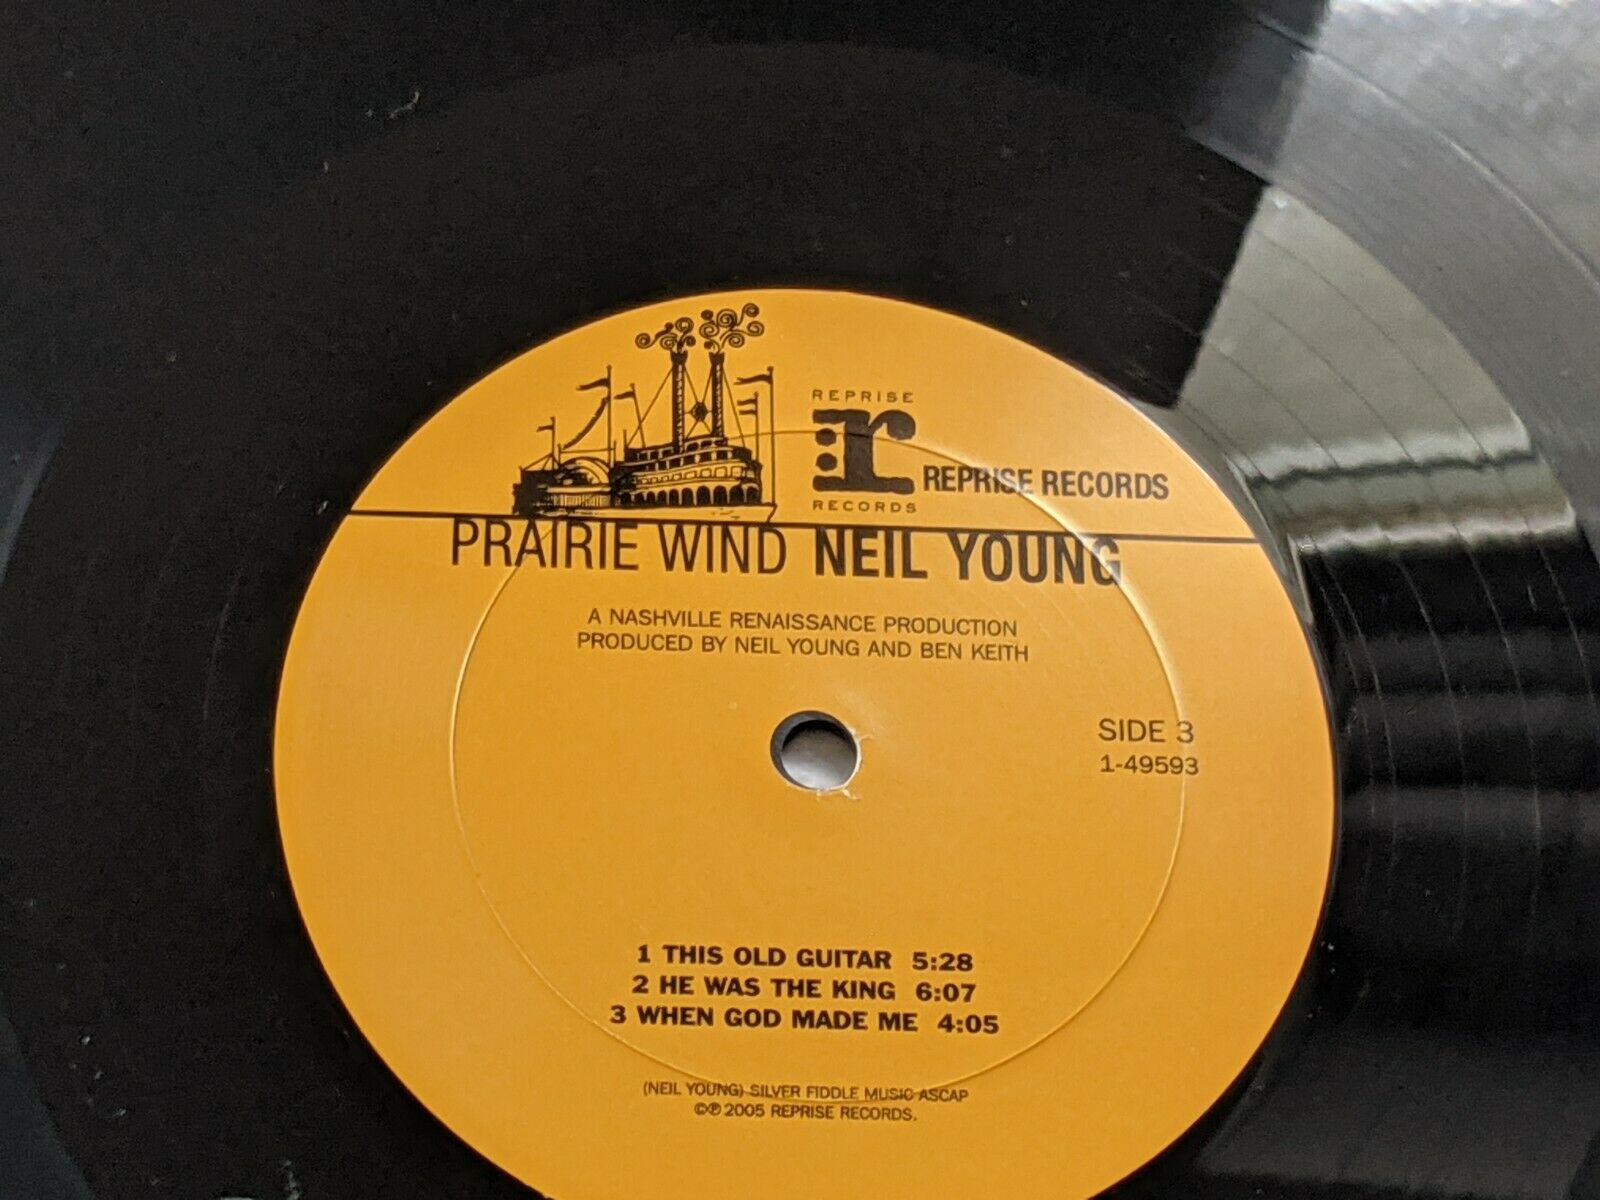 REPRISE
r
REPRISE RECORDS
RECORDS
PRAIRIE WIND NEIL YOUNG
A NASHVILLE RENAISSANCE PRODUCTION
PRODUCED BY NEIL YOUNG AND BEN KEITH
SIDE 3
1-49593
1 THIS OLD GUITAR 5:28
2 HE WAS THE KING 6:07
3 WHEN GOD MADE ME 4:05
(NEIL YOUNG) SILVER FIDDLE MUSIC ASCAP
©℗ 2005 REPRISE RECORDS.